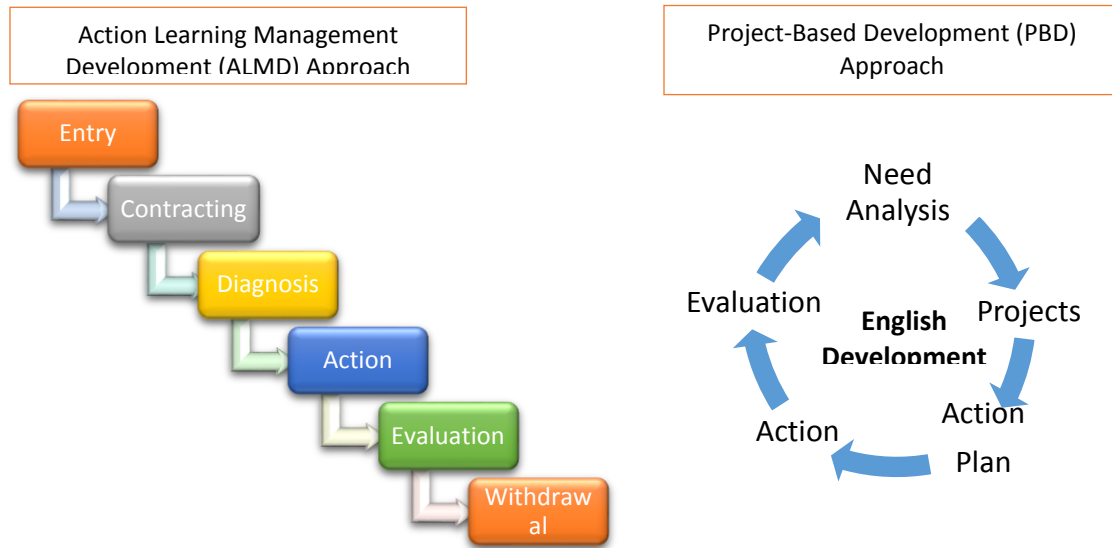 Action Learning Management
Development (ALMD) Approach
Entry
Contracting
Diagnosis
Action
Evaluation
Withdraw
al
Project-Based Development (PBD)
Approach
Need
Analysis
Projects
Action
Plan
Action
Evaluation
English
Development